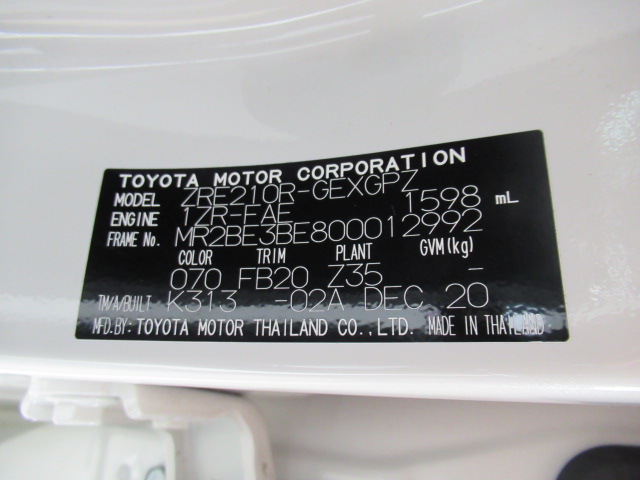 TOYOTA MOTOR CORPORATION
MODEL ZRE210R-GEXGPZ
ENGINE 1ZR-FAE 1598 mL
FRAME No. MR2BE3BE800012992
COLOR TRIM PLANT GVM(kg)
070 FB20 Z35 -
TM/A/BUILT K313 -02A DEC 20
MFD.BY: TOYOTA MOTOR THAILAND CO.,LTD. MADE IN THAILAND